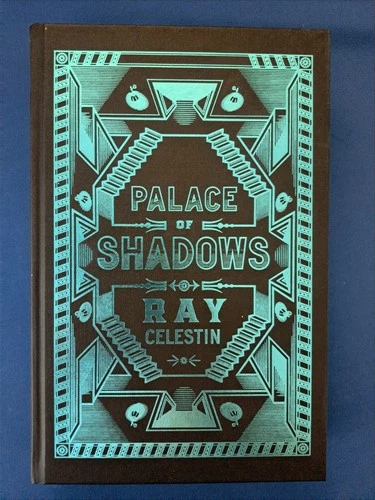 PALACE
OF
SHADOWS
RAY
CELESTIN